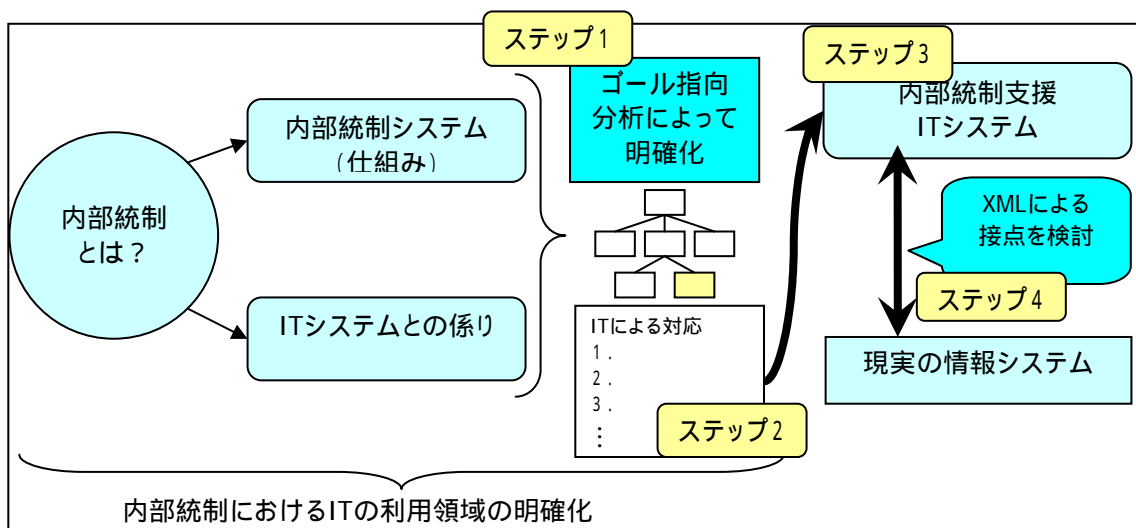 ステップ1
ステップ3
ゴール指向
分析によって
明確化
内部統制支援
ITシステム
内部統制システム
(仕組み)
内部統制
とは?
XMLによる
接点を検討
ステップ4
ITシステムとの係り
ITによる対応
1.
2.
3.
⋮
ステップ2
現実の情報システム
内部統制におけるITの利用領域の明確化